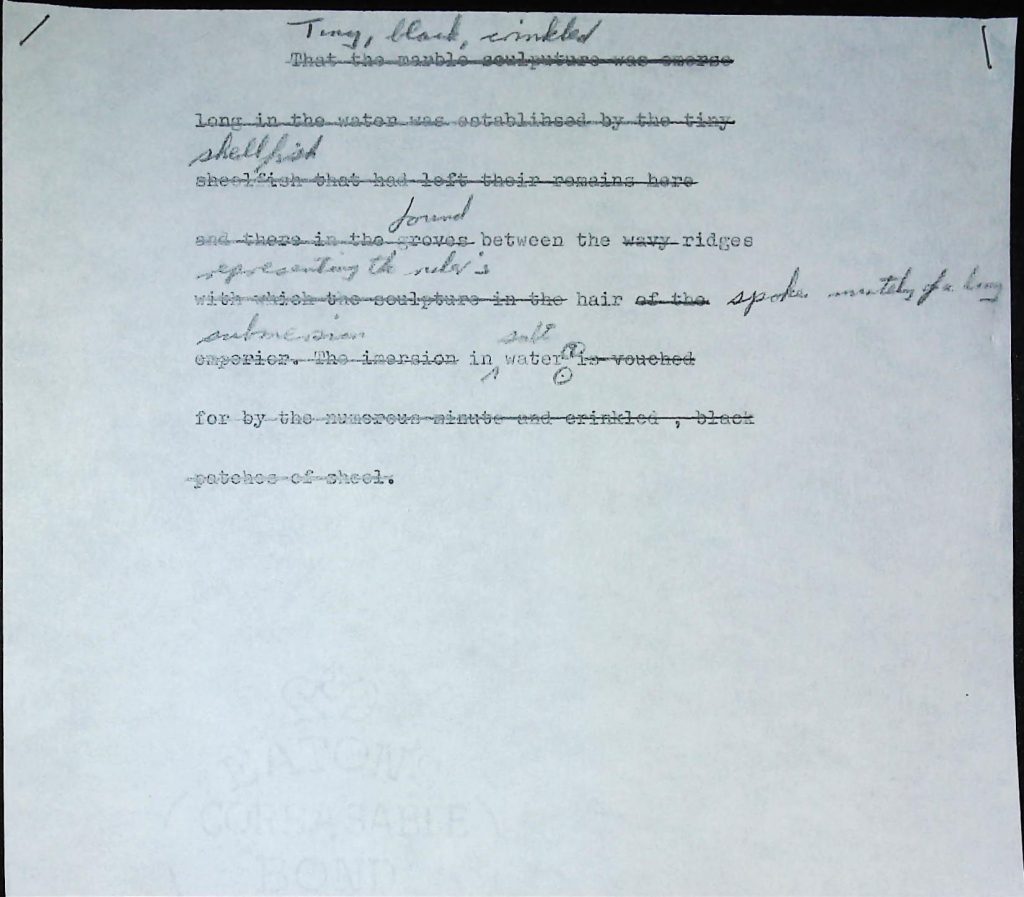 Tiny, black, crinkled
That the marble sculputure was emerse
long in the water was establihsed by the tiny
shellfish
sheelfish that had left their remains here
found
and there in the groves between the wavy ridges
representing the ruler's
with which the sculpture in the hair of the spoke mutely of a long
submersion salt
emperior. The imersion in water is vouched
for by the numerous minute and crinkled , black
patches of sheel.
EATON'S
CORRASABLE
BOND